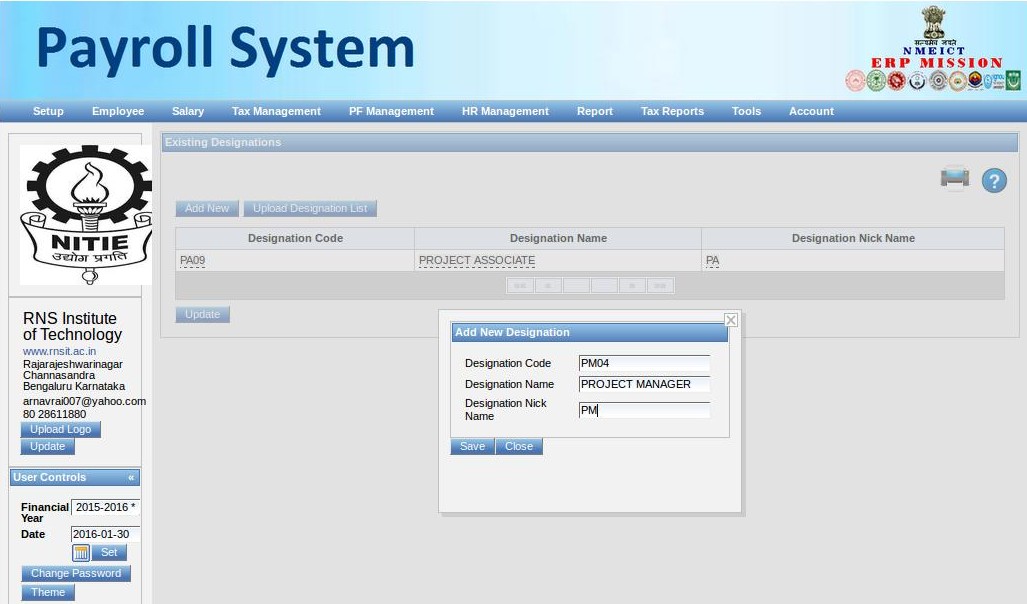 Payroll System
सत्यमेव जयते
NMEICT
ERP MISSION
Setup Employee Salary Tax Management PF Management HR Management Report Tax Reports Tools Account
NITIE
उद्योग प्रगति
RNS Institute
of Technology
www.rnsit.ac.in
Rajarajeshwarinagar
Channasandra
Bengaluru Karnataka
arnavrai007@yahoo.com
80 28611880
Upload Logo
Update
User Controls «
Financial Year 2015-2016 *
Date 2016-01-30
Set
Change Password
Theme
Existing Designations
?
Add New Upload Designation List
Designation Code Designation Name Designation Nick Name
PA09 PROJECT ASSOCIATE PA
«« « » »»
Update
Add New Designation
Designation Code PM04
Designation Name PROJECT MANAGER
Designation Nick Name PM
Save Close